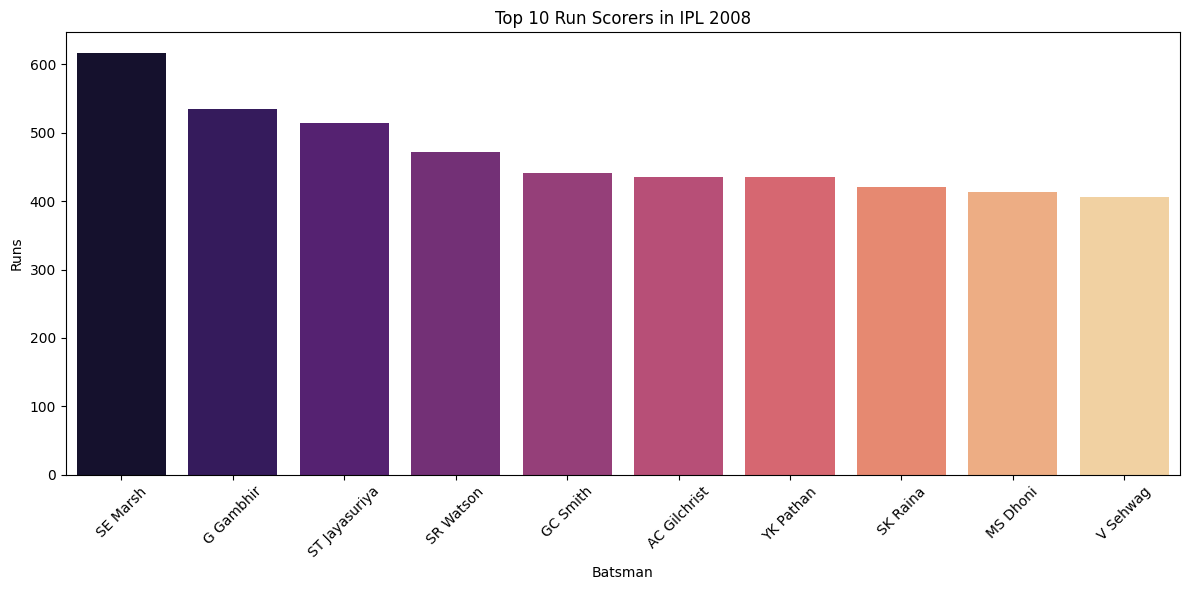 Top 10 Run Scorers in IPL 2008
Runs
600
500
400
300
200
100
0
SE Marsh
G Gambhir
ST Jayasuriya
SR Watson
GC Smith
AC Gilchrist
YK Pathan
SK Raina
MS Dhoni
V Sehwag
Batsman